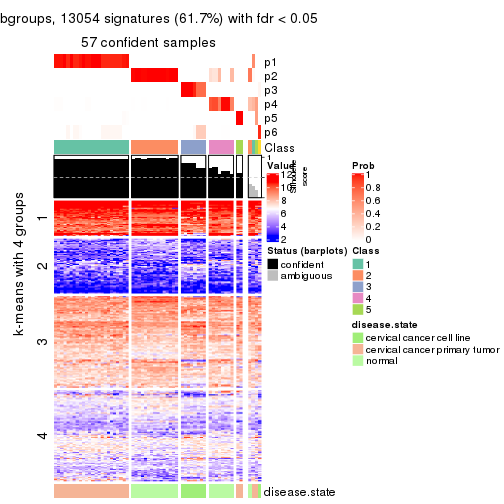 bgroups, 13054 signatures (61.7%) with fdr < 0.05
57 confident samples
p1
p2
p3
p4
p5
p6
Class
1
Silhouette
score
k-means with 4 groups
1
2
3
4
disease.state
Value
12
10
8
6
4
2
Status (barplots)
confident
ambiguous
Prob
1
0.8
0.6
0.4
0.2
0
Class
1
2
3
4
5
disease.state
cervical cancer cell line
cervical cancer primary tumor
normal